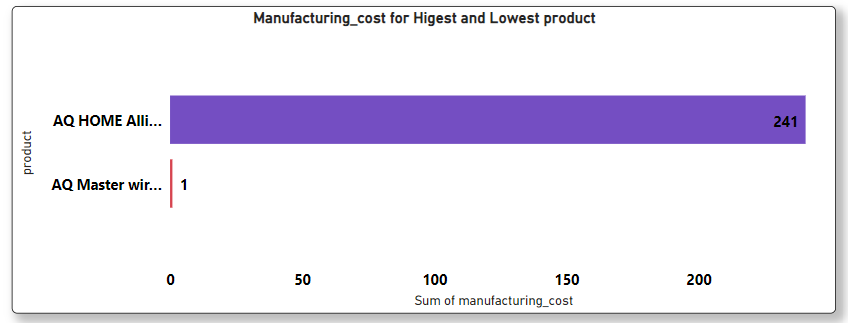 Manufacturing_cost for Higest and Lowest product
product
AQ HOME Alli...
241
AQ Master wir...
1
0 50 100 150 200
Sum of manufacturing_cost